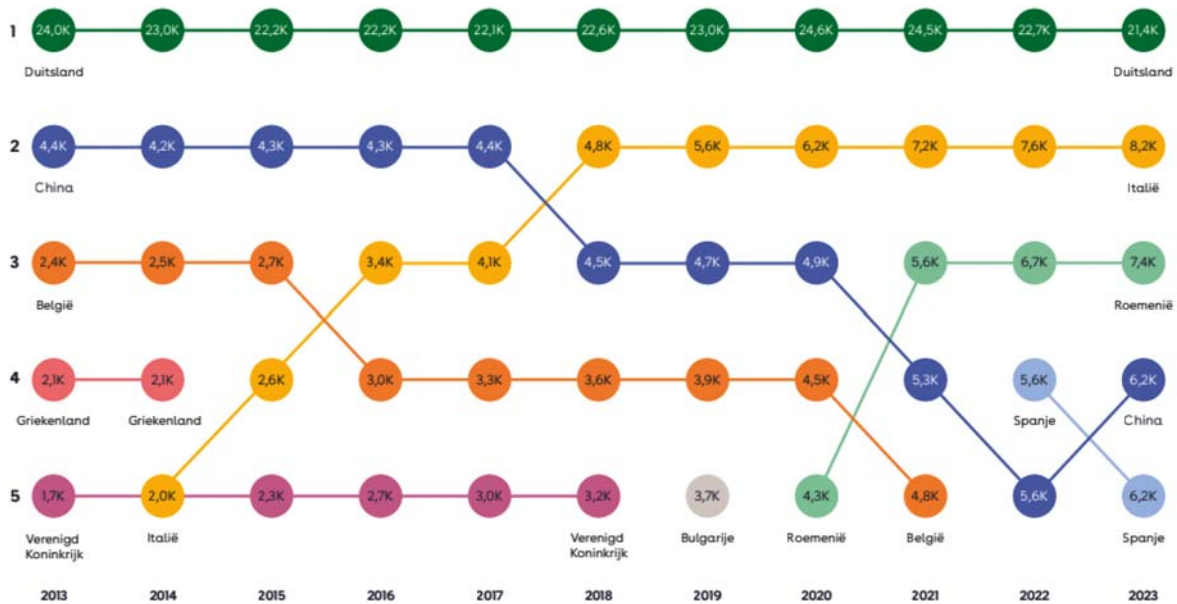 1 24,0K 23,0K 22,2K 22,2K 22,1K 22,6K 23,0K 24,6K 24,5K 22,7K 21,4K
Duitsland Duitsland
2 4,4K 4,2K 4,3K 4,3K 4,4K 4,8K 5,6K 6,2K 7,2K 7,6K 8,2K
China Italië
3 2,4K 2,5K 2,7K 3,4K 4,1K 4,5K 4,7K 4,9K 5,6K 6,7K 7,4K
België Roemenië
4 2,1K 2,1K 2,6K 3,0K 3,3K 3,6K 3,9K 4,5K 5,3K 5,6K 6,2K
Griekenland Griekenland Spanje China
5 1,7K 2,0K 2,3K 2,7K 3,0K 3,2K 3,7K 4,3K 4,8K 5,6K 6,2K
Verenigd Italië Verenigd Bulgarije Roemenië België Spanje
Koninkrijk Koninkrijk
2013 2014 2015 2016 2017 2018 2019 2020 2021 2022 2023